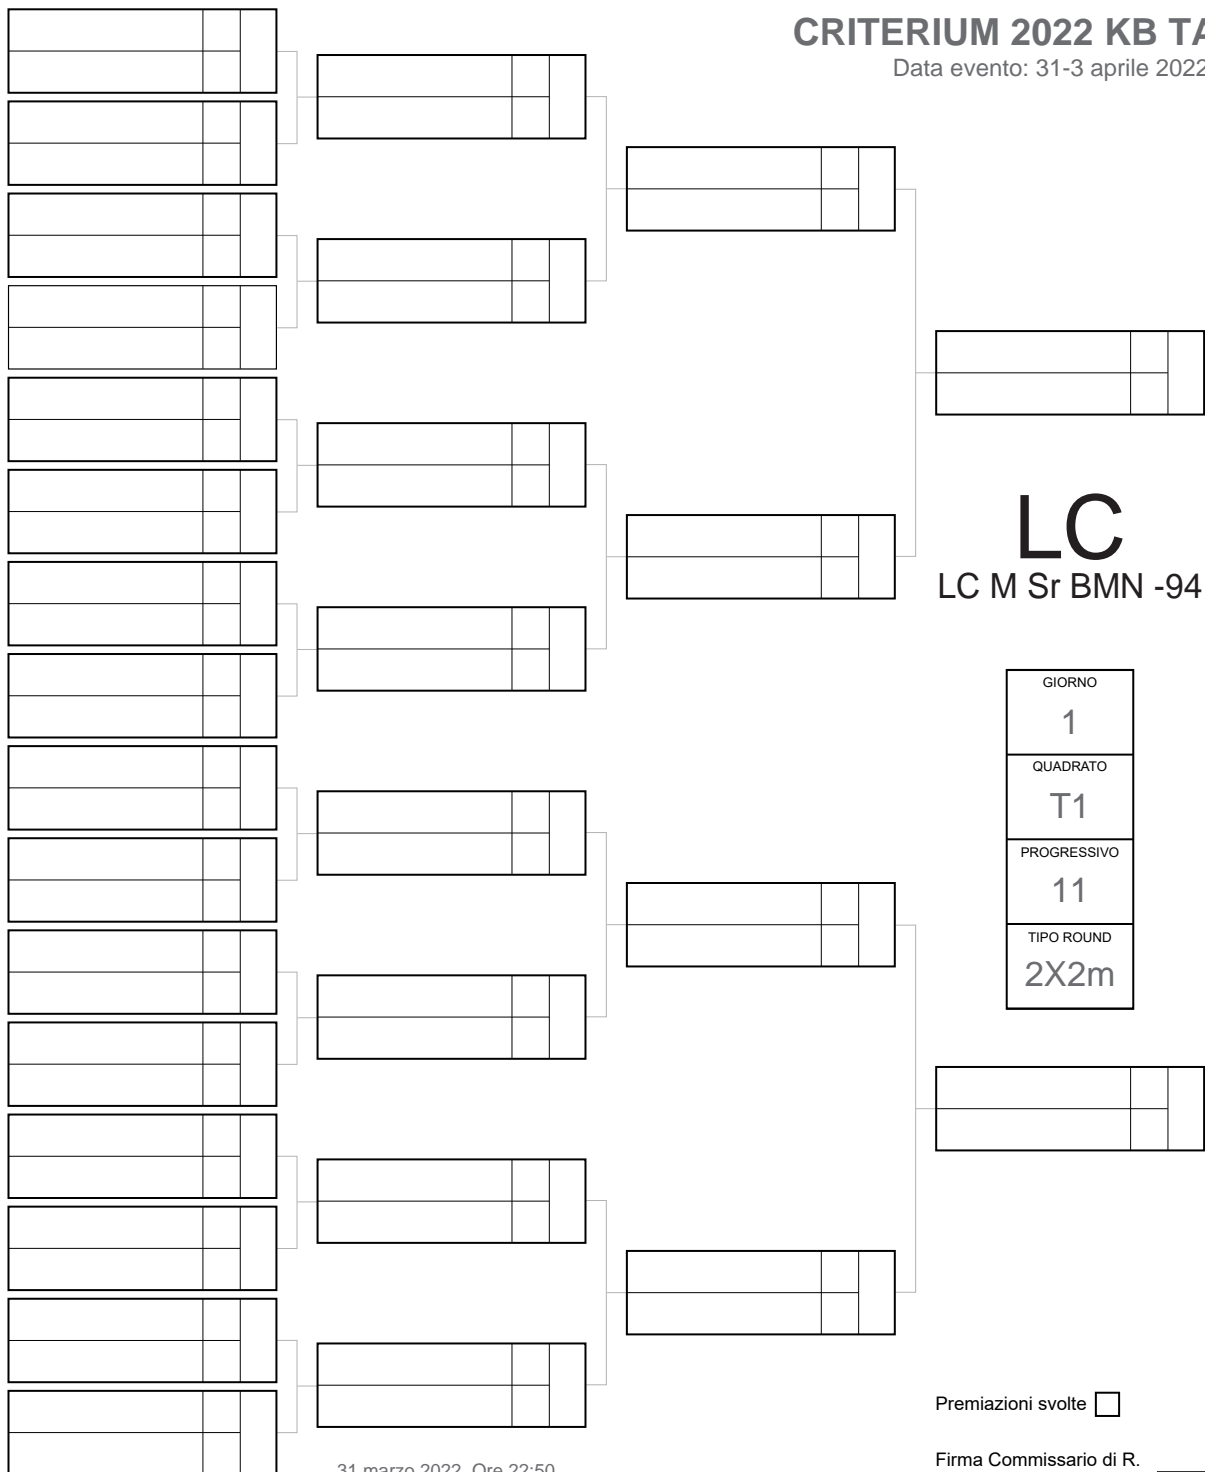 CRITERIUM 2022 KB TA
Data evento: 31-3 aprile 2022
LC
LC M Sr BMN -94
GIORNO
1
QUADRATO
T1
PROGRESSIVO
11
TIPO ROUND
2X2m
Premiazioni svolte
Firma Commissario di R.
31 marzo 2022 Ore 22:50